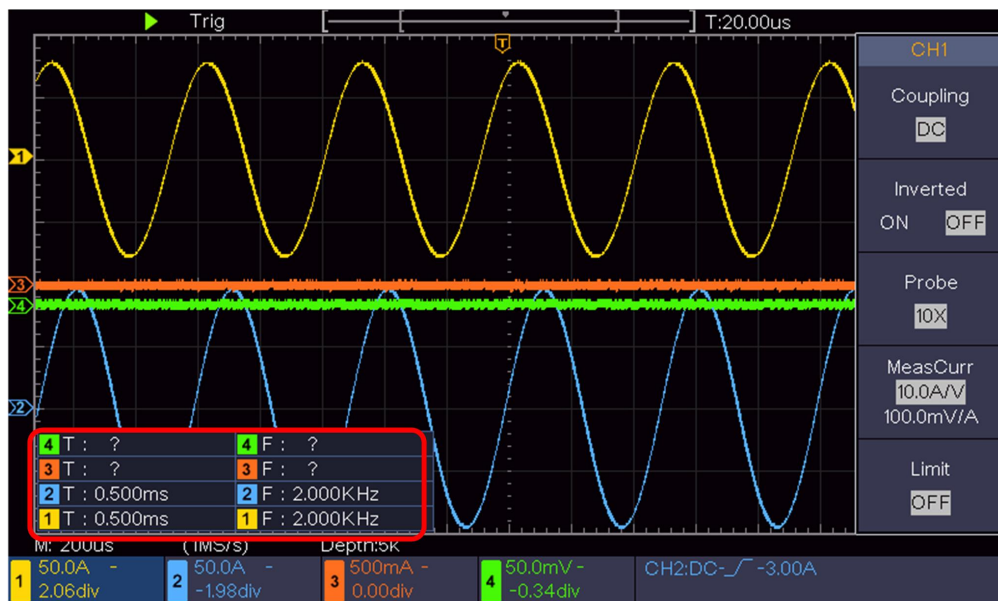 Trig T:20.00us
T
CH1
Coupling
DC
Inverted
ON OFF
Probe
10X
MeasCurr
10.0A/V
100.0mV/A
Limit
OFF
1
3
4
2
4 T : ? 4 F : ?
3 T : ? 3 F : ?
2 T : 0.500ms 2 F : 2.000KHz
1 T : 0.500ms 1 F : 2.000KHz
M: 200us (1MS/s) Depth:5k
1 50.0A - 2 50.0A - 3 500mA - 4 50.0mV - CH2:DC- -3.00A
2.06div -1.98div 0.00div -0.34div